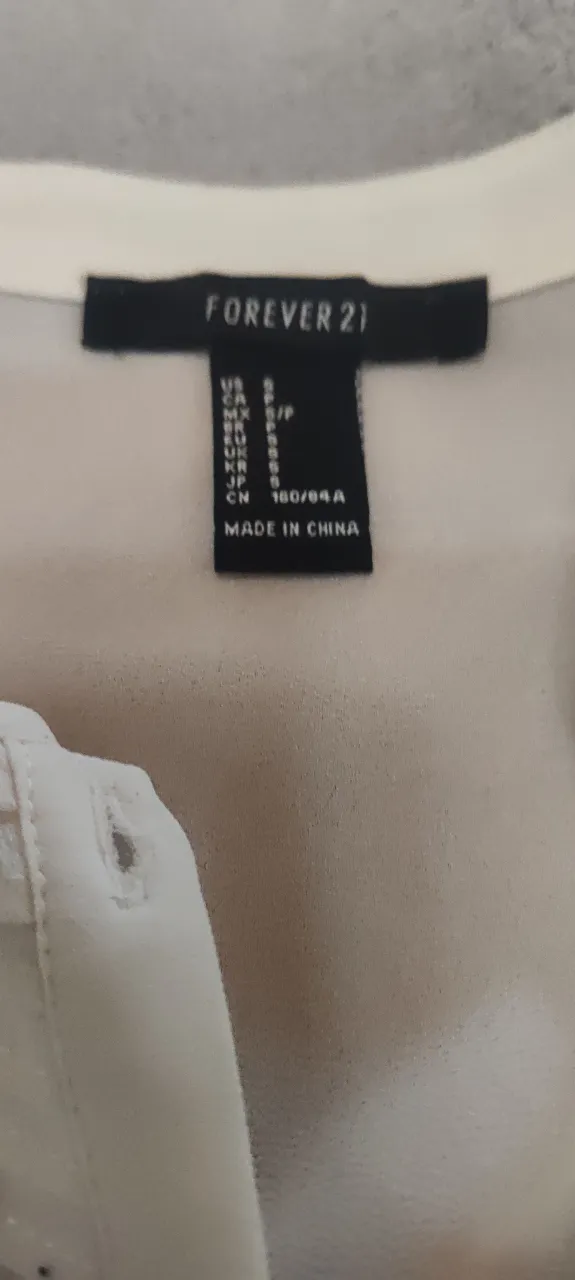 FOREVER 21
US S
CA P
MX S/P
BR P
EU S
UK S
KR S
JP S
CN 160/84A
MADE IN CHINA